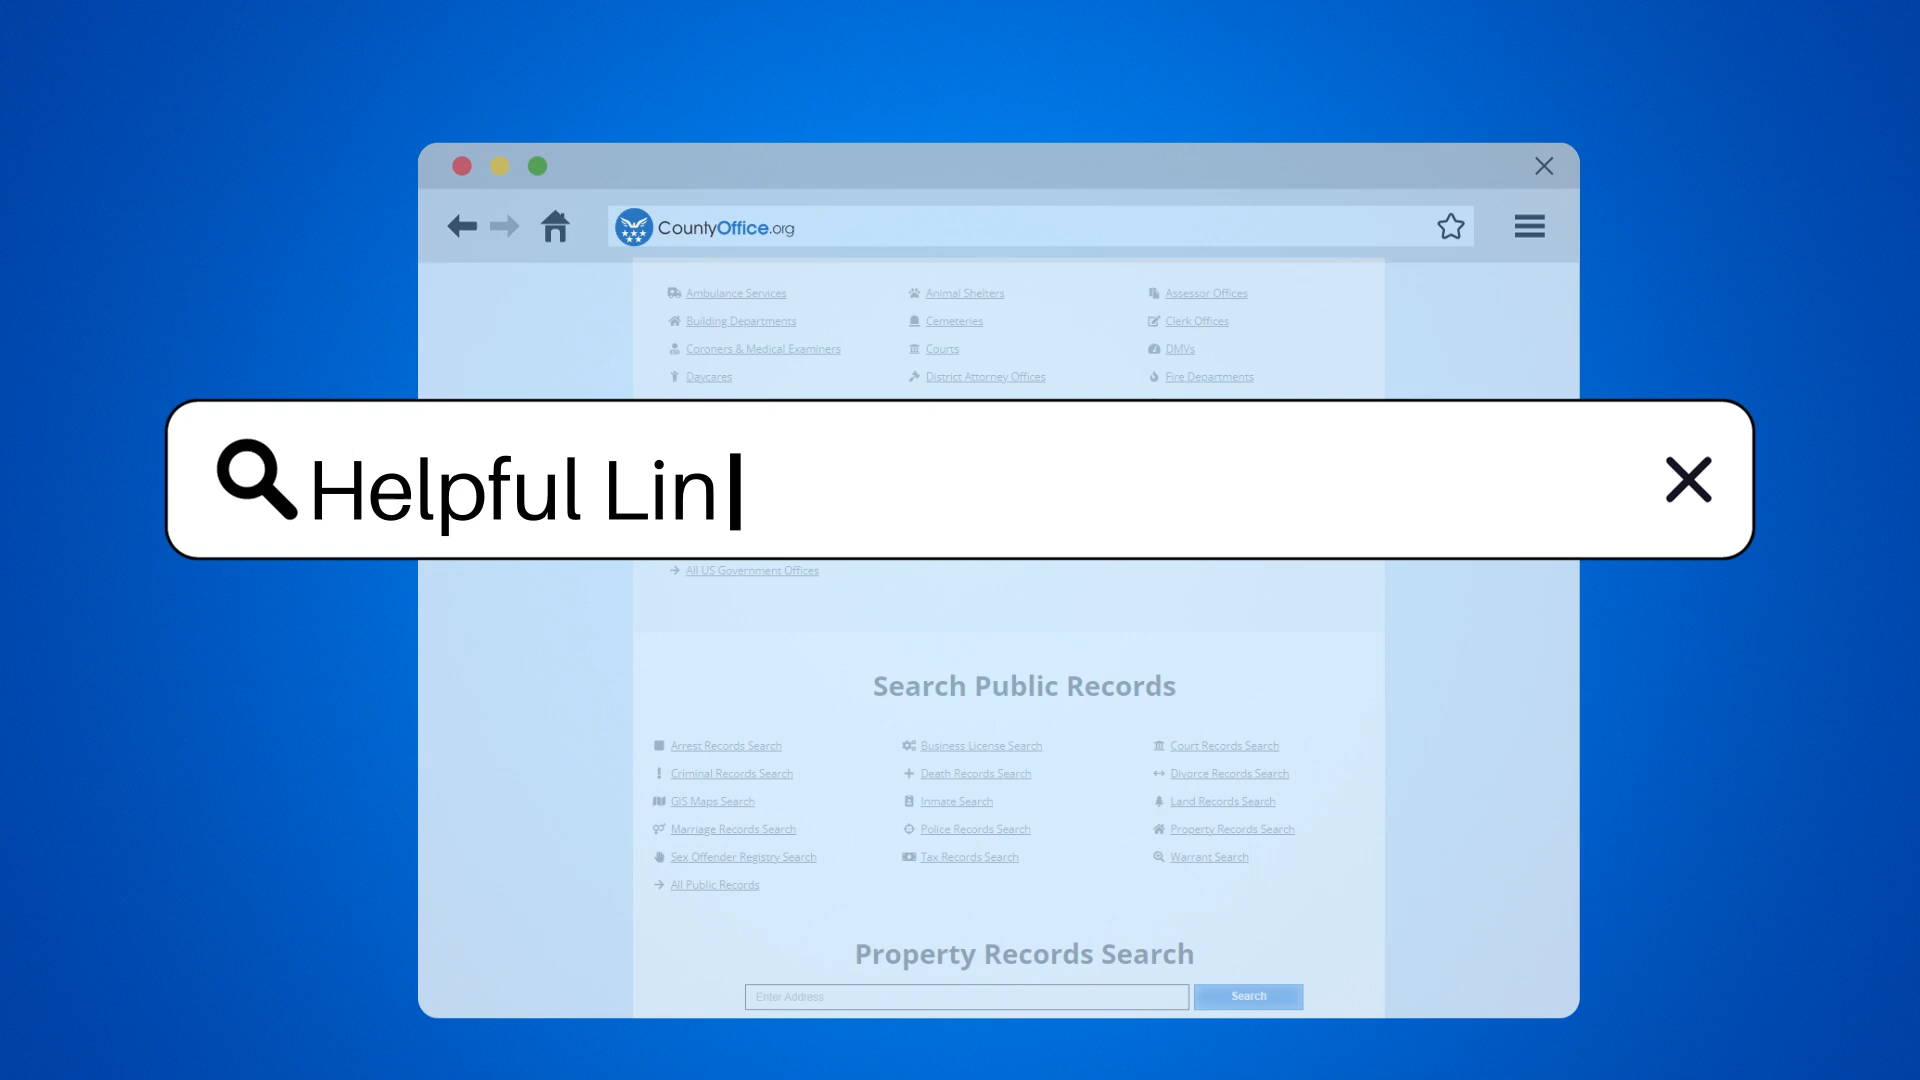 CountyOffice.org
Ambulance Services Animal Shelters Assessor Offices
Building Departments Cemeteries Clerk Offices
Coroners & Medical Examiners Courts DMVs
Daycares District Attorney Offices Fire Departments
Helpful Lin
All US Government Offices
Search Public Records
Arrest Records Search Business License Search Court Records Search
Criminal Records Search Death Records Search Divorce Records Search
GIS Maps Search Inmate Search Land Records Search
Marriage Records Search Police Records Search Property Records Search
Sex Offender Registry Search Tax Records Search Warrant Search
All Public Records
Property Records Search
Enter Address Search